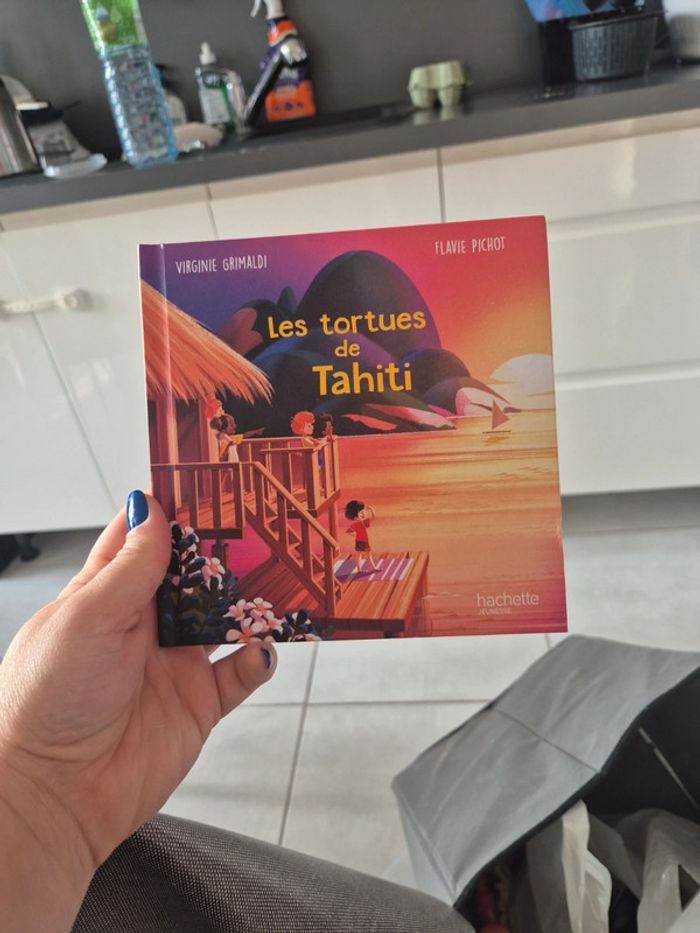 VIRGINIE GRIMALDI
FLAVIE PICHOT
Les tortues
de
Tahiti
hachette
JEUNESSE